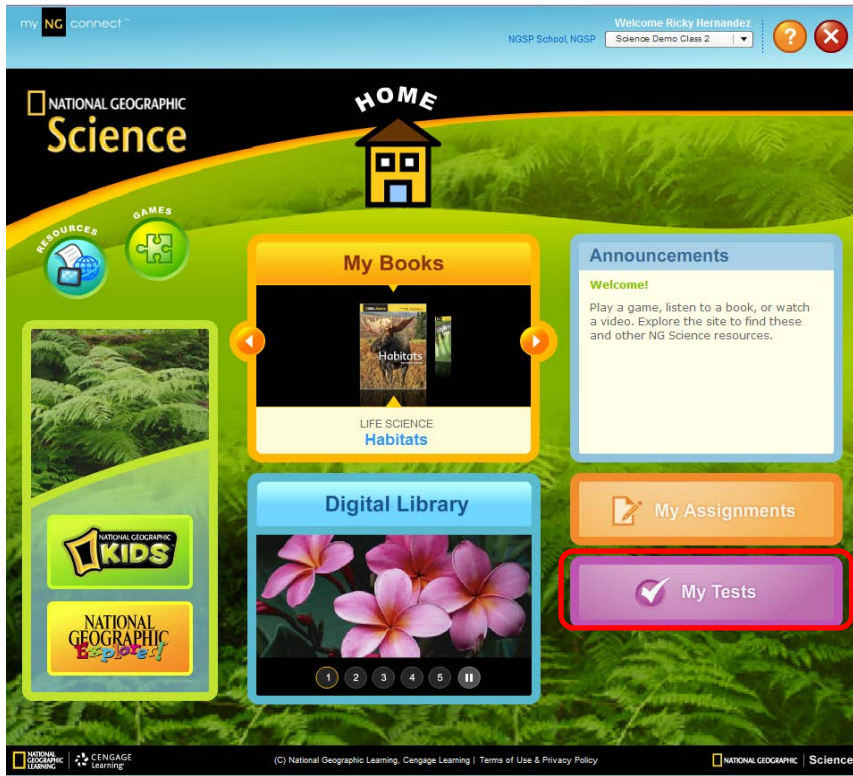 my NG connect™
Welcome Ricky Hernandez
NGSP School, NGSP
Science Demo Class 2
?
NATIONAL GEOGRAPHIC
Science
HOME
RESOURCES
GAMES
My Books
Habitats
LIFE SCIENCE
Habitats
Announcements
Welcome!
Play a game, listen to a book, or watch
a video. Explore the site to find these
and other NG Science resources.
NATIONAL GEOGRAPHIC
KIDS
NATIONAL
GEOGRAPHIC
Explorer!
Digital Library
1 2 3 4 5
My Assignments
My Tests
NATIONAL
GEOGRAPHIC
LEARNING
CENGAGE
Learning
(C) National Geographic Learning, Cengage Learning | Terms of Use & Privacy Policy
NATIONAL GEOGRAPHIC | Science